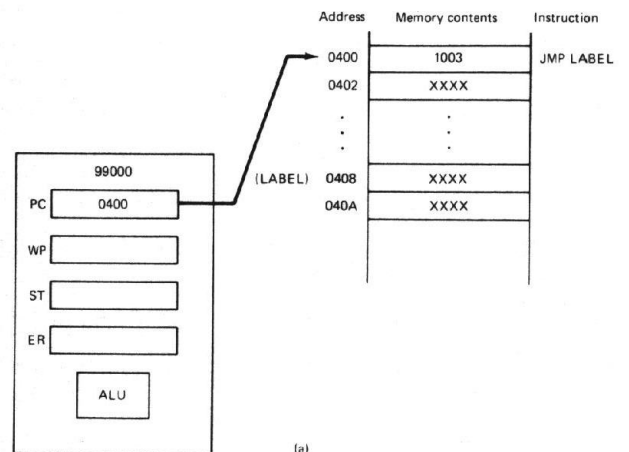 Address Memory contents Instruction
0400 1003 JMP LABEL
0402 XXXX
(LABEL) 0408 XXXX
040A XXXX
99000
PC 0400
WP
ST
ER
ALU
(a)